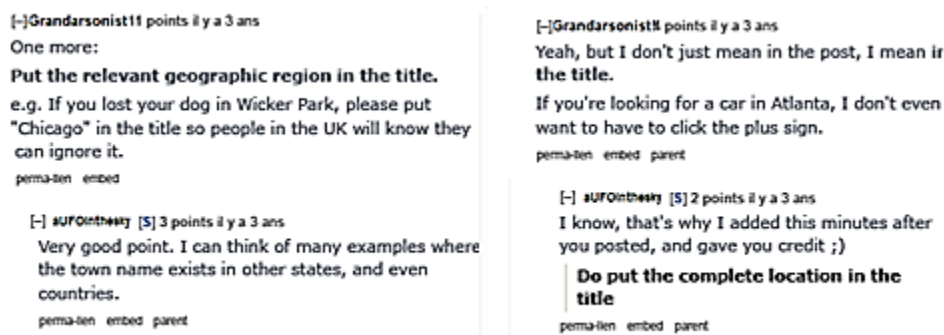 [-]Grandarsonist 11 points il y a 3 ans
One more:
Put the relevant geographic region in the title.
e.g. If you lost your dog in Wicker Park, please put
"Chicago" in the title so people in the UK will know they
can ignore it.
perma-lien embed
[-] aUFOinthesky [S] 3 points il y a 3 ans
Very good point. I can think of many examples where
the town name exists in other states, and even
countries.
perma-lien embed parent
[-]Grandarsonist points il y a 3 ans
Yeah, but I don't just mean in the post, I mean in
the title.
If you're looking for a car in Atlanta, I don't even
want to have to click the plus sign.
perma-lien embed parent
[-] aUFOinthesky [S] 2 points il y a 3 ans
I know, that's why I added this minutes after
you posted, and gave you credit ;)
Do put the complete location in the
title
perma-lien embed parent